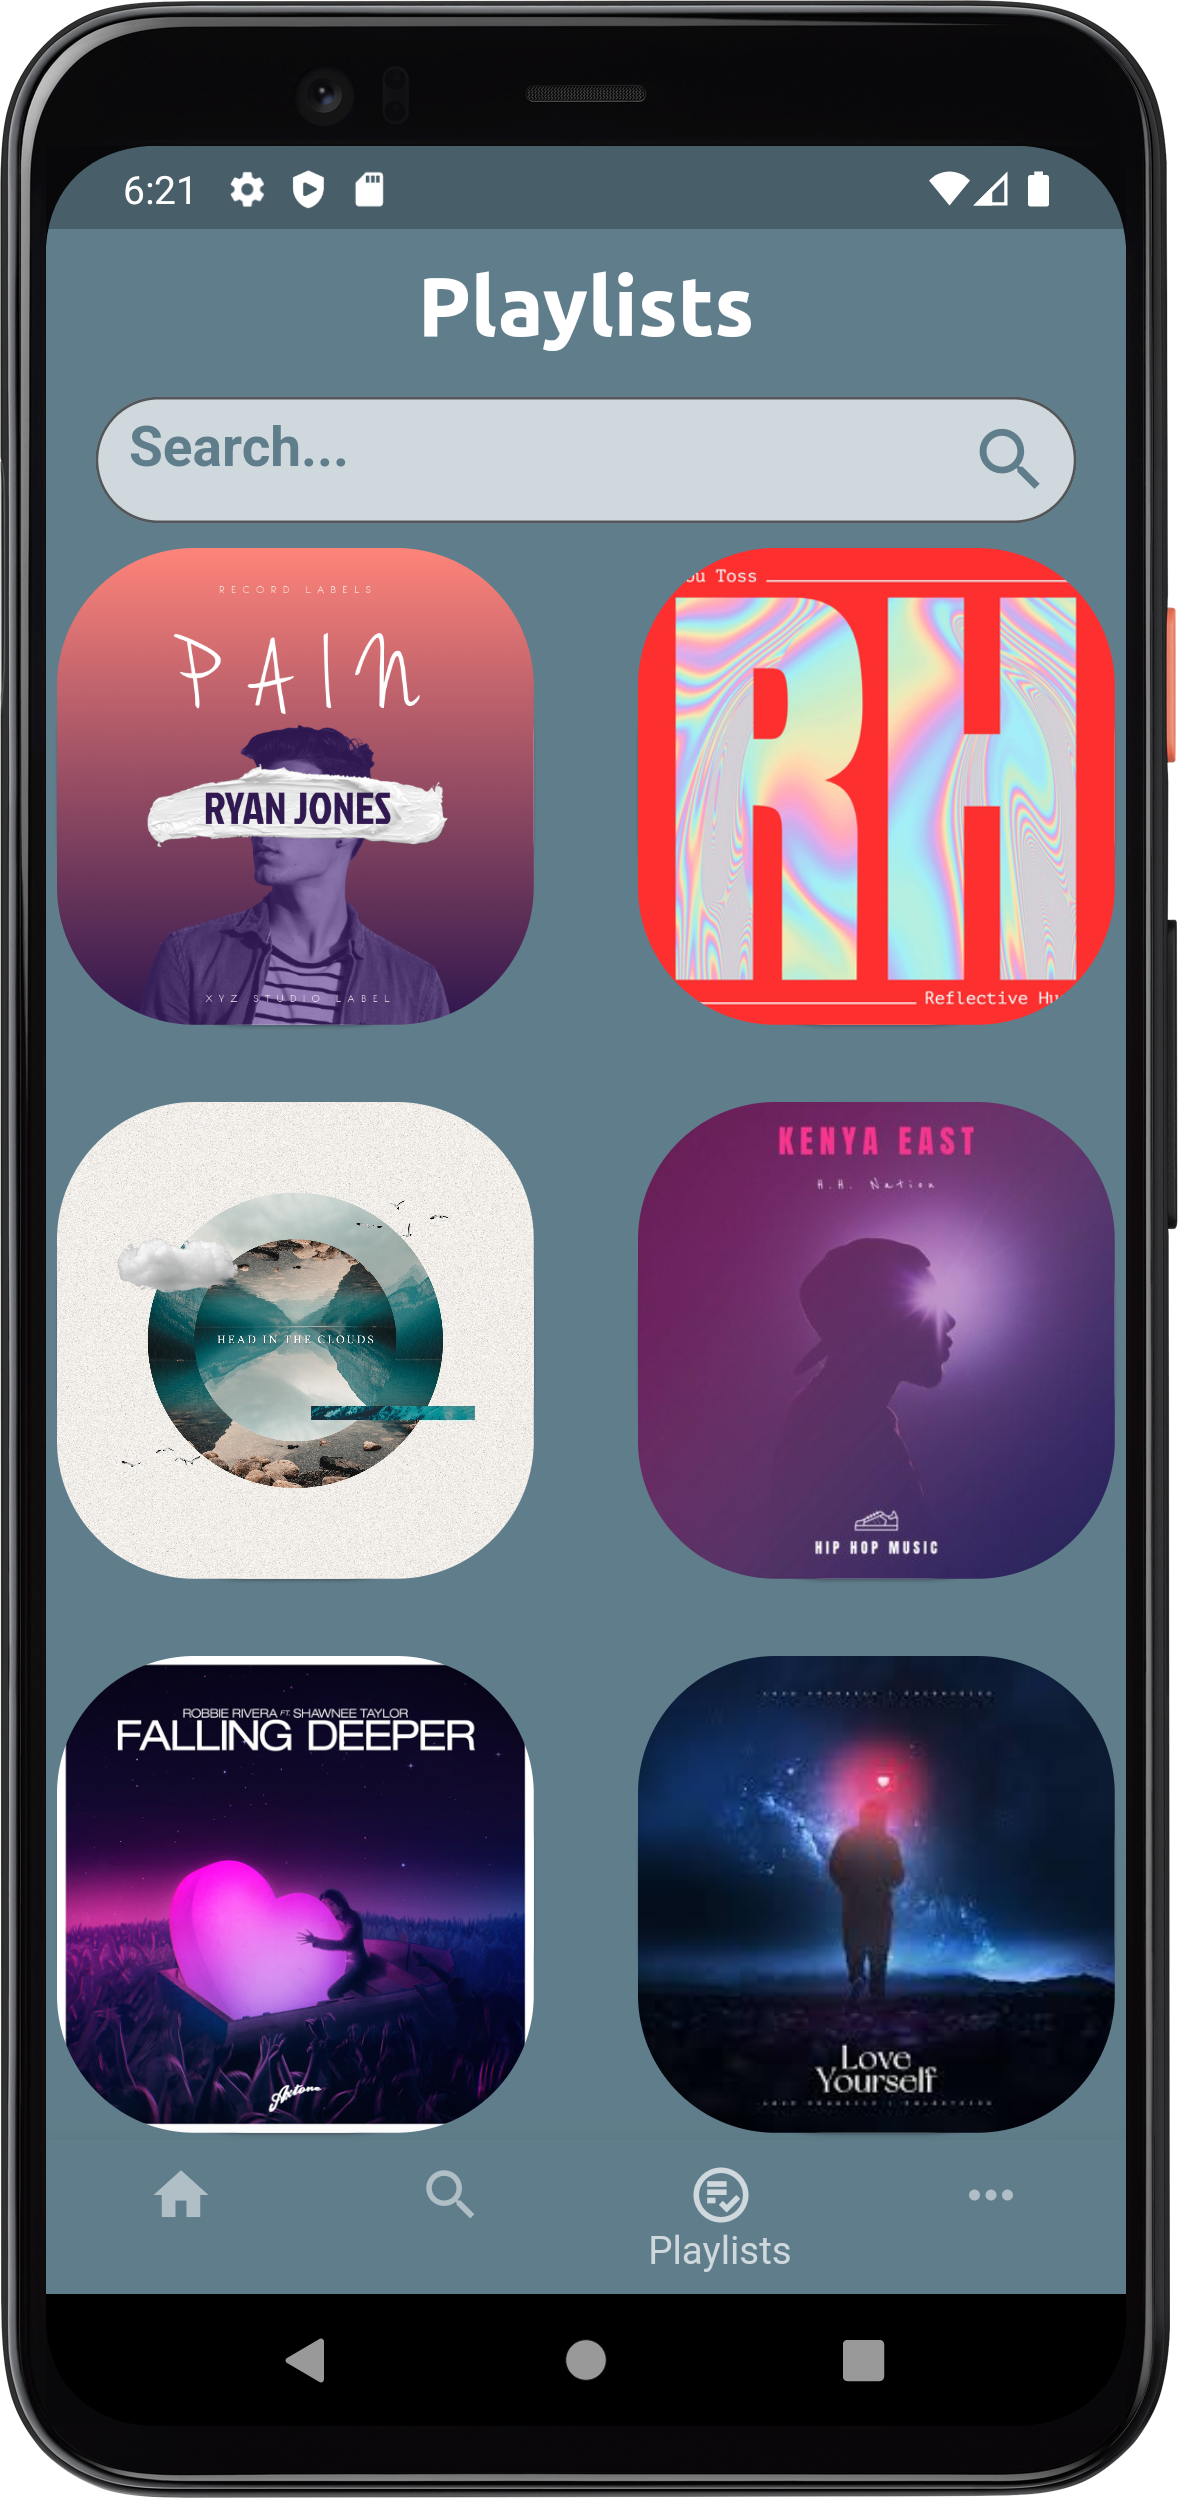 6:21
Playlists
Search...
RECORD LABELS
PAIN
RYAN JONES
XYZ STUDIO LABEL
ou Toss
RH
Reflective Hu
HEAD IN THE CLOUDS
KENYA EAST
H.H. Nation
HIP HOP MUSIC
ROBBIE RIVERA FT. SHAWNEE TAYLOR
FALLING DEEPER
Axtone
Love
Yourself
Playlists